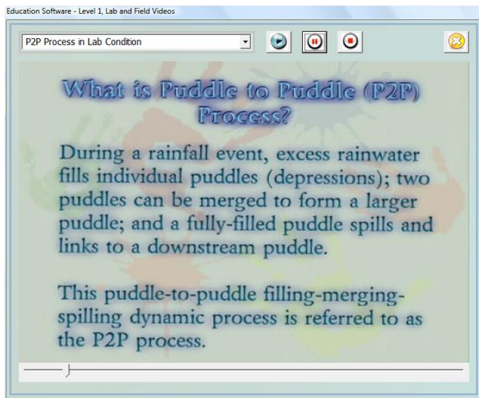 Education Software - Level 1, Lab and Field Videos
P2P Process in Lab Condition
What is Puddle to Puddle (P2P)
Process?
During a rainfall event, excess rainwater
fills individual puddles (depressions); two
puddles can be merged to form a larger
puddle; and a fully-filled puddle spills and
links to a downstream puddle.
This puddle-to-puddle filling-merging-
spilling dynamic process is referred to as
the P2P process.